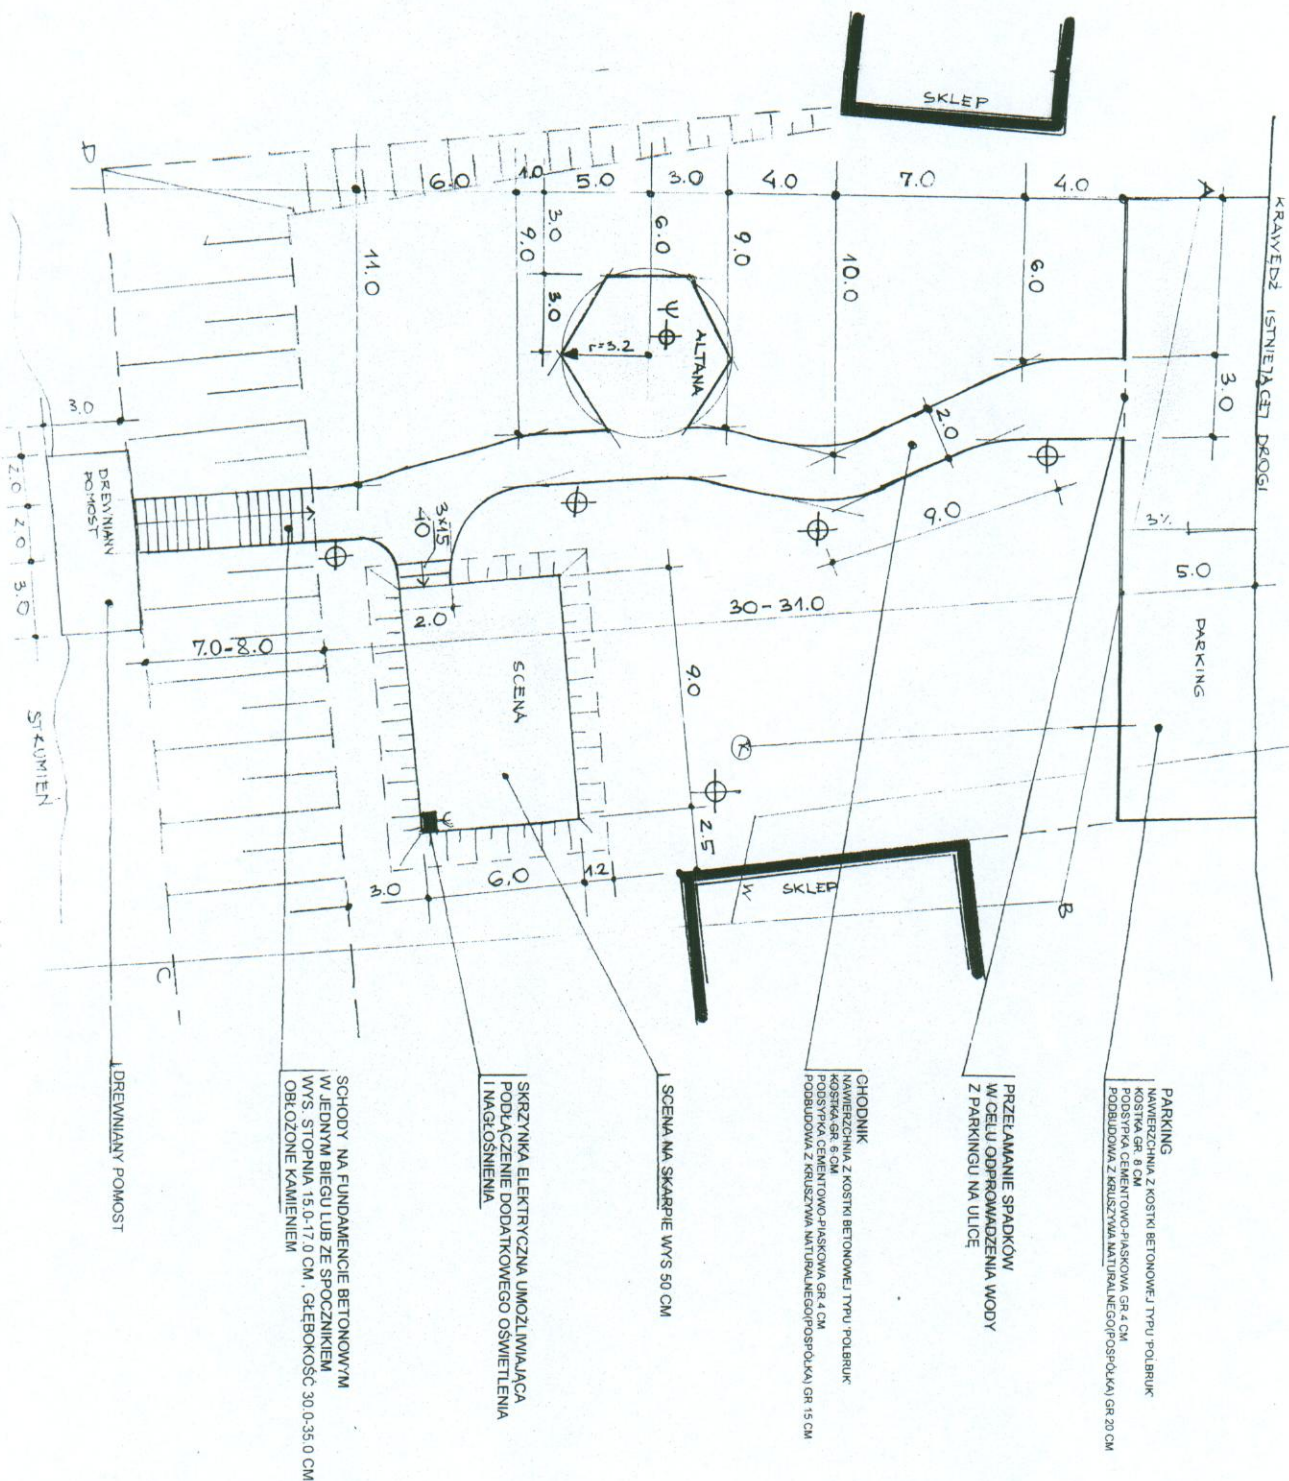 SKLEP
KRAWĘDŹ ISTNIEJĄCEJ DROGI
D
A
6.0
1.0
5.0
3.0
4.0
7.0
4.0
11.0
9.0
3.0
3.0
6.0
9.0
10.0
6.0
3.0
ALTANA
r=3.2
2.0
9.0
3%
5.0
PARKING
3.0
DREWNIANY
POMOST
2.0
2.0
3.0
3x15
40
2.0
30-31.0
7.0-8.0
SCENA
9.0
K
2.5
STRUMIEŃ
3.0
6.0
1.2
SKLEP
B
C
PARKING
NAWIERZCHNIA Z KOSTKI BETONOWEJ TYPU "POLBRUK"
KOSTKA GR. 8 CM
PODSYPKA CEMENTOWO-PIASKOWA GR.4 CM
PODBUDOWA Z KRUSZYWA NATURALNEGO(POSPÓŁKA) GR 20 CM
PRZEŁAMANIE SPADKÓW
W CELU ODPROWADZENIA WODY
Z PARKINGU NA ULICĘ
CHODNIK
NAWIERZCHNIA Z KOSTKI BETONOWEJ TYPU "POLBRUK"
KOSTKA GR. 6 CM
PODSYPKA CEMENTOWO-PIASKOWA GR.4 CM
PODBUDOWA Z KRUSZYWA NATURALNEGO(POSPÓŁKA) GR 15 CM
SCENA NA SKARPIE WYS 50 CM
SKRZYNKA ELEKTRYCZNA UMOŻLIWIAJĄCA
PODŁĄCZENIE DODATKOWEGO OŚWIETLENIA
I NAGŁOŚNIENIA
SCHODY NA FUNDAMENCIE BETONOWYM
W JEDNYM BIEGU LUB ZE SPOCZNIKIEM
WYS. STOPNIA 15.0-17.0 CM , GŁĘBOKOŚĆ 30.0-35.0 CM
OBŁOŻONE KAMIENIEM
DREWNIANY POMOST